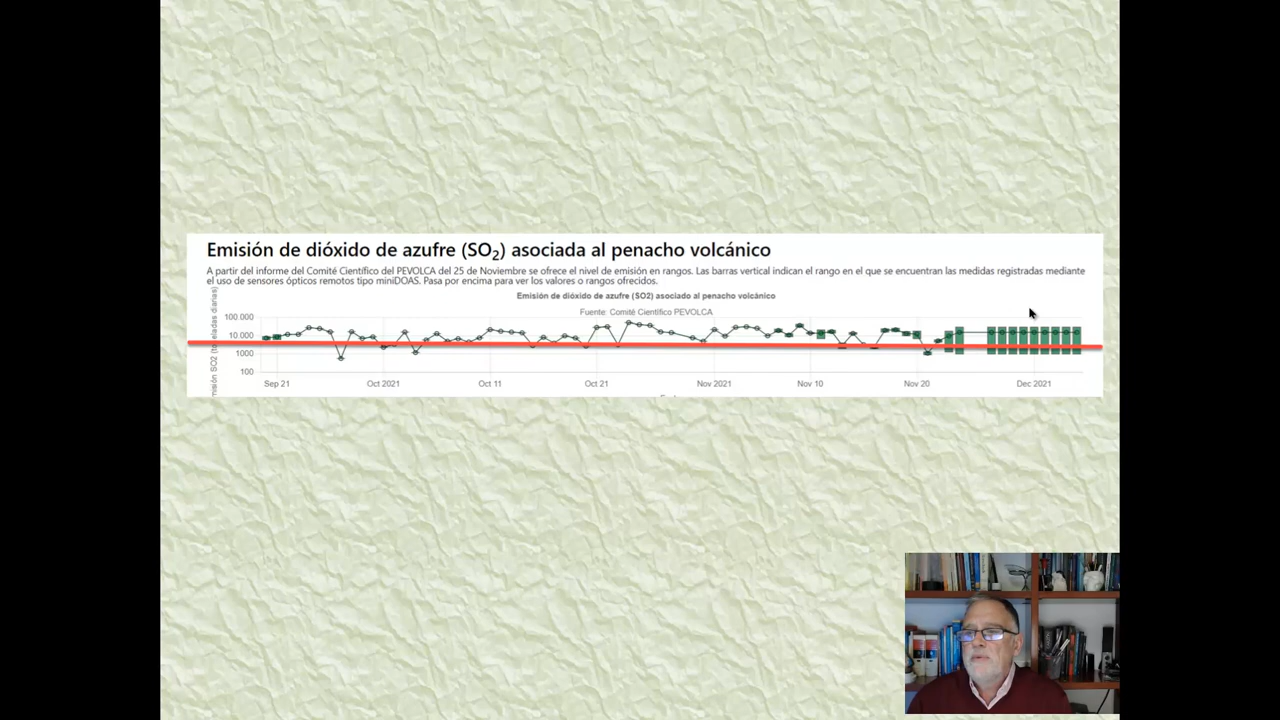 Emisión de dióxido de azufre (SO2) asociada al penacho volcánico
A partir del informe del Comité Científico del PEVOLCA del 25 de Noviembre se ofrece el nivel de emisión en rangos. Las barras vertical indican el rango en el que se encuentran las medidas registradas mediante
el uso de sensores ópticos remotos tipo miniDOAS. Pasa por encima para ver los valores o rangos ofrecidos.
Emisión de dióxido de azufre (SO2) asociado al penacho volcánico
Fuente: Comité Científico PEVOLCA
100.000
10.000
1000
100
SO2 diarias)
Sep 21 Oct 2021 Oct 11 Oct 21 Nov 2021 Nov 10 Nov 20 Dec 2021